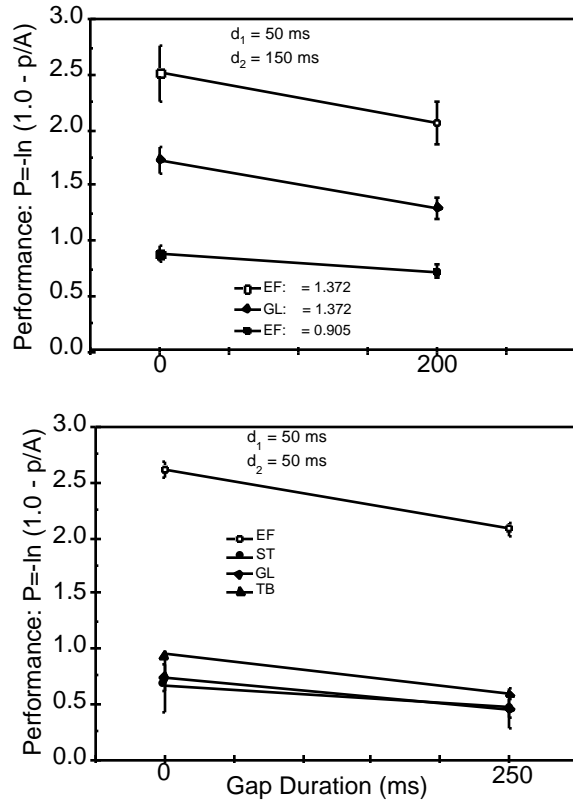 Performance: P=-ln (1.0 - p/A)
3.0
2.5
2.0
1.5
1.0
0.5
0.0
d1 = 50 ms
d2 = 150 ms
EF: = 1.372
GL: = 1.372
EF: = 0.905
0 200
Performance: P=-ln (1.0 - p/A)
3.0
2.5
2.0
1.5
1.0
0.5
0.0
d1 = 50 ms
d2 = 50 ms
EF
ST
GL
TB
0 250
Gap Duration (ms)